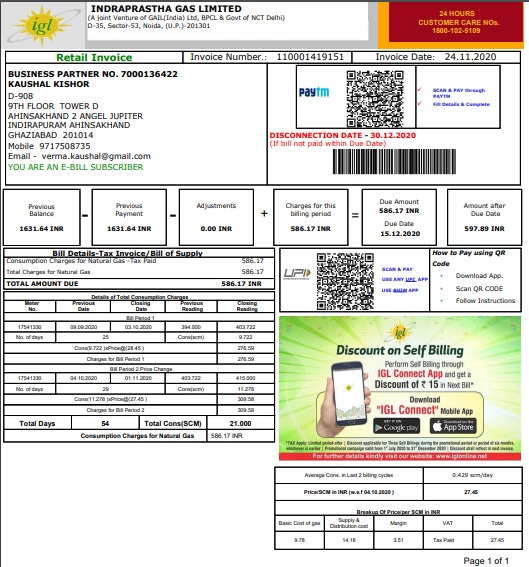 igl
INDRAPRASTHA GAS LIMITED
(A joint Venture of GAIL(India) Ltd, BPCL & Govt of NCT Delhi)
D-35, Sector-53, Noida, (U.P.)-201301
24 HOURS
CUSTOMER CARE NOs.
1800-102-5109
Retail Invoice
Invoice Number.: 110001419151
Invoice Date: 24.11.2020
BUSINESS PARTNER NO. 7000136422
KAUSHAL KISHOR
D-908
9TH FLOOR TOWER D
AHINSAKHAND 2 ANGEL JUPITER
INDIRAPURAM AHINSAKHAND
GHAZIABAD 201014
Mobile 9717508735
Email - verma.kaushal@gmail.com
YOU ARE AN E-BILL SUBSCRIBER
paytm
SCAN & PAY through
PAYTM
Fill Details & Complete
DISCONNECTION DATE - 30.12.2020
(If bill not paid within Due Date)
Previous Balance
1631.64 INR
-
Previous Payment
1631.64 INR
-
Adjustments
0.00 INR
+
Charges for this billing period
586.17 INR
=
Due Amount
586.17 INR
Due Date
15.12.2020
Amount after Due Date
597.89 INR
Bill Details-Tax Invoice/Bill of Supply
Consumption Charges for Natural Gas -Tax Paid 586.17
Total Charges for Natural Gas 586.17
TOTAL AMOUNT DUE 586.17 INR
Details of Total Consumption Charges
Meter No. Previous Date Closing Date Previous Reading Closing Reading
Bill Period 1
17541330 09.09.2020 03.10.2020 394.000 403.722
No. of days 25 Cons(scm) 9.722
Cons(9.722 )xPrice@(28.45 ) 276.59
Charges for Bill Period 1 276.59
Bill Period 2 Price Change
17541330 04.10.2020 01.11.2020 403.722 415.000
No. of days 29 Cons(scm) 11.278
Cons(11.278 )xPrice@(27.45 ) 309.58
Charges for Bill Period 2 309.58
Total Days 54 Total Cons(SCM) 21.000
Consumption Charges for Natural Gas 586.17 INR
UPI
SCAN & PAY
USE ANY UPI APP
USE BHIM APP
How to Pay using QR Code
Download App.
Scan QR CODE
Follow Instructions
igl
Discount on Self Billing
Perform Self Billing through
IGL Connect App and get a
Discount of ₹ 15 in Next Bill*
Download
"IGL Connect" Mobile App
GET IT ON
Google play
Download on the
App Store
*T&C Apply: Limited period offer | Discount applicable for Three Self Billings during the promotional period or period of six months,
whichever is earlier | Promotional campaign valid from 1st July 2020 to 31st December 2020 | Discount shall reflect in next invoice.
For further details kindly visit our website: www.iglonline.net
Average Cons. in Last 2 billing cycles 0.429 scm/day
Price/SCM in INR (w.e.f 04.10.2020 ) 27.45
Breakup Of Price/per SCM in INR
Basic Cost of gas Supply & Distribution cost Margin VAT Total
9.78 14.16 3.51 Tax Paid 27.45
Page 1 of 1